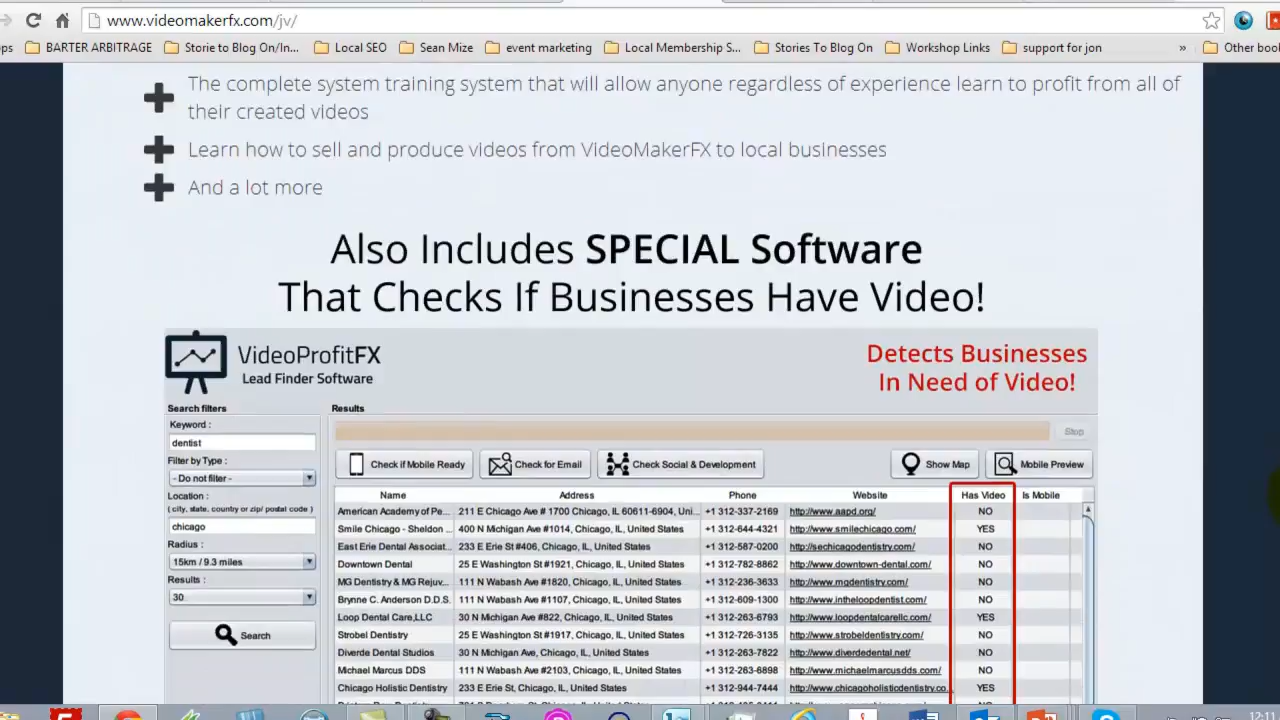 www.videomakerfx.com/jv/
BARTER ARBITRAGE
Storie to Blog On/In...
Local SEO
Sean Mize
event marketing
Local Membership S...
Stories To Blog On
Workshop Links
support for jon
»
The complete system training system that will allow anyone regardless of experience learn to profit from all of
their created videos
Learn how to sell and produce videos from VideoMakerFX to local businesses
And a lot more
Also Includes SPECIAL Software
That Checks If Businesses Have Video!
VideoProfitFX
Lead Finder Software
Detects Businesses
In Need of Video!
Search filters
Keyword :
dentist
Filter by Type :
- Do not filter -
Location :
( city, state, country or zip/ postal code )
chicago
Radius :
15km / 9.3 miles
Results :
30
Search
Results
Stop
Check if Mobile Ready
Check for Email
Check Social & Development
Show Map
Mobile Preview
Name Address Phone Website Has Video Is Mobile
American Academy of Pe... 211 E Chicago Ave # 1700 Chicago, IL 60611-6904, Uni... +1 312-337-2169 http://www.aapd.org/ NO
Smile Chicago - Sheldon ... 400 N Michigan Ave #1014, Chicago, IL, United States +1 312-644-4321 http://www.smilechicago.com/ YES
East Erie Dental Associat... 233 E Erie St #406, Chicago, IL, United States +1 312-587-0200 http://sechicagodentistry.com/ NO
Downtown Dental 25 E Washington St #1921, Chicago, IL, United States +1 312-782-8862 http://www.downtown-dental.com/ NO
MG Dentistry & MG Rejuv... 111 N Wabash Ave #1820, Chicago, IL, United States +1 312-236-3633 http://www.mgdentistry.com/ NO
Brynne C. Anderson D.D.S. 111 N Wabash Ave #1107, Chicago, IL, United States +1 312-609-1300 http://www.intheloopdentist.com/ NO
Loop Dental Care,LLC 30 N Michigan Ave #822, Chicago, IL, United States +1 312-263-6793 http://www.loopdentalcarellc.com/ YES
Strobel Dentistry 25 E Washington St #1917, Chicago, IL, United States +1 312-726-3135 http://www.strobeldentistry.com/ NO
Diverde Dental Studios 30 N Michigan Ave, Chicago, IL, United States +1 312-263-7822 http://www.diverdedental.net/ NO
Michael Marcus DDS 111 N Wabash Ave #2103, Chicago, IL, United States +1 312-263-6898 http://www.michaelmarcusdds.com/ NO
Chicago Holistic Dentistry 233 E Erie St, Chicago, IL, United States +1 312-944-7444 http://www.chicagoholisticdentistry.co... YES